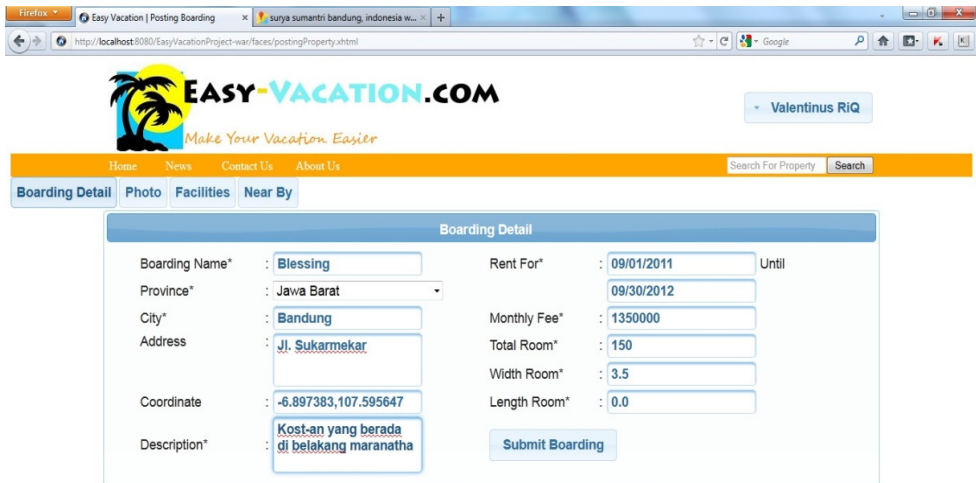 Firefox
Easy Vacation | Posting Boarding
surya sumantri bandung, indonesia w...
http://localhost:8080/EasyVacationProject-war/faces/postingProperty.xhtml
Google
EASY-VACATION.COM
Make Your Vacation Easier
Valentinus RiQ
Home News Contact Us About Us Search For Property Search
Boarding Detail Photo Facilities Near By
Boarding Detail
Boarding Name* : Blessing Rent For* : 09/01/2011 Until
Province* : Jawa Barat 09/30/2012
City* : Bandung Monthly Fee* : 1350000
Address : Jl. Sukarmekar Total Room* : 150
Width Room* : 3.5
Coordinate : -6.897383,107.595647 Length Room* : 0.0
Description* : Kost-an yang berada
di belakang maranatha
Submit Boarding